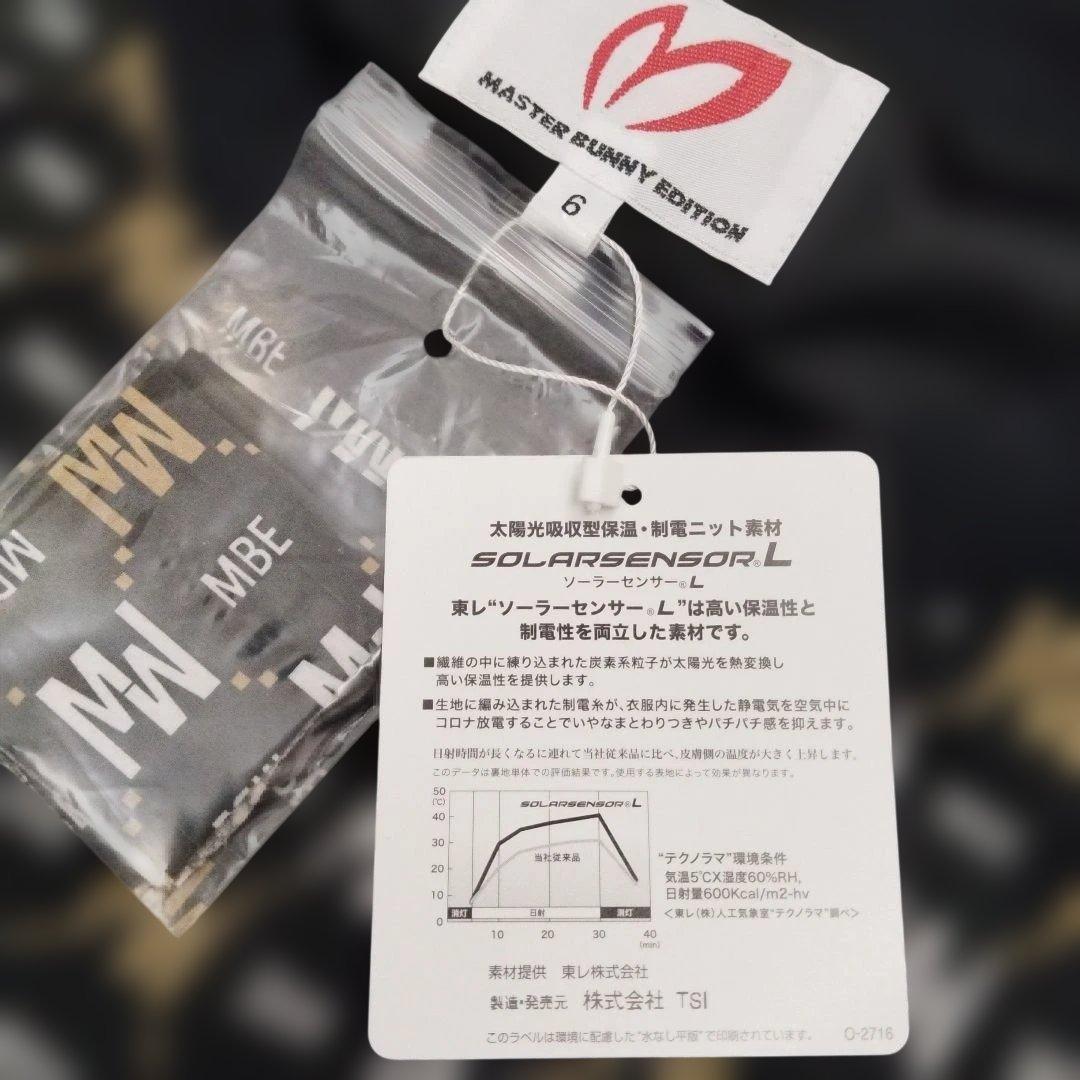 MASTER BUNNY EDITION
6
MBE
MBE
太陽光吸収型保温・制電ニット素材
SOLARSENSOR®L
ソーラーセンサー®L
東レ“ソーラーセンサー®L”は高い保温性と
制電性を両立した素材です。
■繊維の中に練り込まれた炭素系粒子が太陽光を熱変換し
高い保温性を提供します。
■生地に編み込まれた制電糸が、衣服内に発生した静電気を空気中に
コロナ放電することでいやなまとわりつきやパチパチ感を抑えます。
日射時間が長くなるに連れて当社従来品に比べ、皮膚側の温度が大きく上昇します。
このデータは裏地単体での評価結果です。使用する表地によって効果が異なります。
50
(℃)
40
30
20
10
0
SOLARSENSOR®L
当社従来品
消灯
日射
消灯
10
20
30
40
(min)
“テクノラマ”環境条件
気温5℃X湿度60%RH,
日射量600Kcal/m2-hv
<東レ(株)人工気象室“テクノラマ”調べ>
素材提供 東レ株式会社
製造・発売元 株式会社 TSI
このラベルは環境に配慮した“水なし平版”で印刷されています。
O-2716